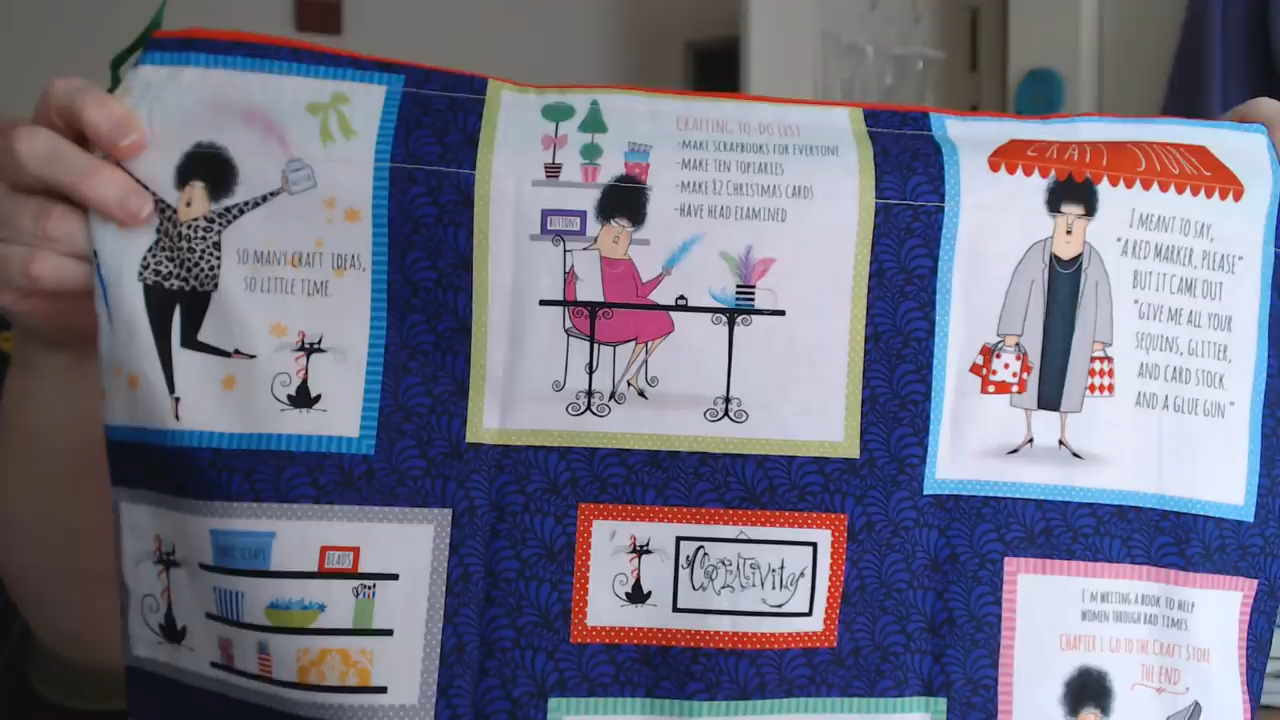 SO MANY CRAFT IDEAS,
SO LITTLE TIME.
CRAFTING TO-DO LIST
-MAKE SCRAPBOOKS FOR EVERYONE
-MAKE TEN TOPIARIES
-MAKE 82 CHRISTMAS CARDS
-HAVE HEAD EXAMINED
BUTTONS
CRAFT STORE
I MEANT TO SAY,
"A RED MARKER, PLEASE"
BUT IT CAME OUT
"GIVE ME ALL YOUR
SEQUINS, GLITTER,
AND CARD STOCK.
AND A GLUE GUN"
BEADS
CREATIVITY
I'M WRITING A BOOK TO HELP
WOMEN THROUGH BAD TIMES.
CHAPTER 1: GO TO THE CRAFT STORE
THE END